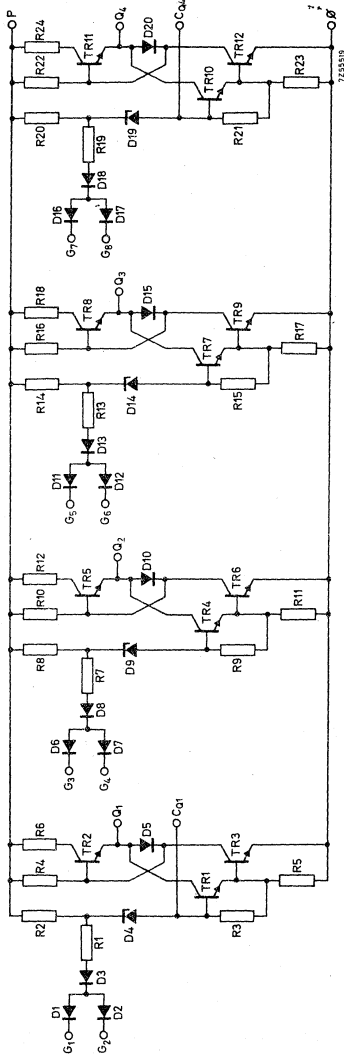 P
R24
TR11
Q4
D20
CQ4
TR12
0
R22
TR10
R23
R20
D19
R21
R19
D18
D16
D17
G7
G8
7Z55519
R18
TR8
Q3
D15
TR9
R16
TR7
R17
R14
D14
R15
R13
D13
D11
D12
G5
G6
R12
TR5
Q2
D10
TR6
R10
TR4
R11
R8
D9
R9
R7
D8
D6
D7
G3
G4
R6
TR2
Q1
D5
CQ1
TR3
R4
TR1
R5
R2
D4
R3
R1
D3
D1
D2
G1
G2